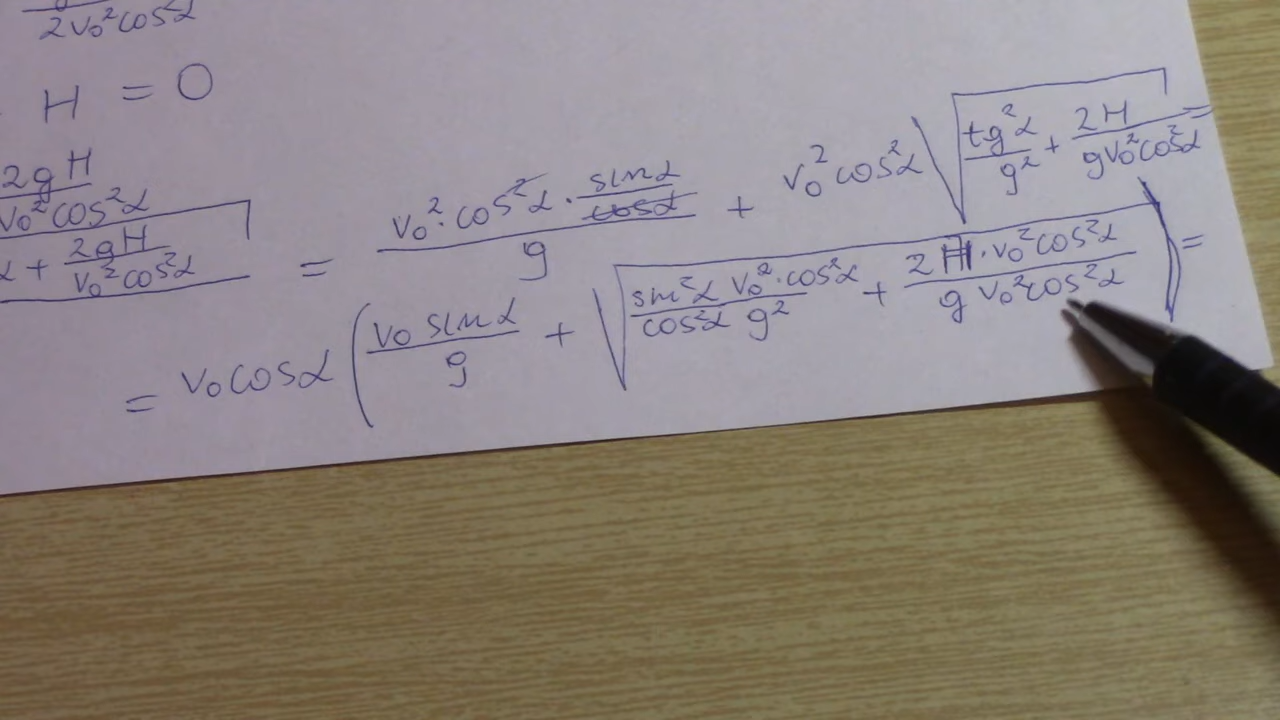 2v₀²cos²α
H = 0
2gH / v₀²cos²α
α + 2gH / v₀²cos²α = v₀²·cos²α · sinα/cosα / g + v₀²cos²α √(tg²α/g² + 2H/(gv₀²cos²α)) =
= v₀cosα (v₀ sinα / g + √(sin²α v₀²·cos²α / (cos²α g²) + 2H·v₀²cos²α / (g v₀²cos²α))) =